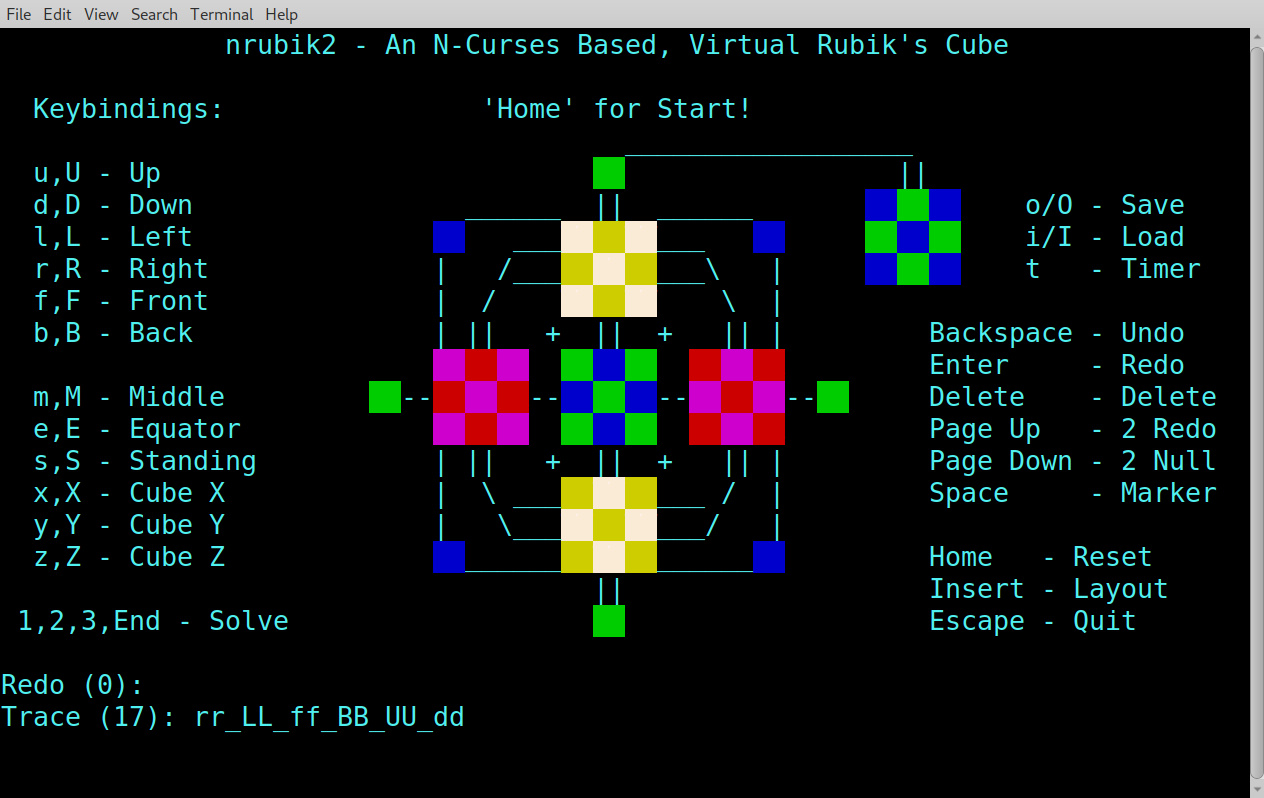 File Edit View Search Terminal Help
nrubik2 - An N-Curses Based, Virtual Rubik's Cube
Keybindings: 'Home' for Start!
u,U - Up
d,D - Down o/O - Save
l,L - Left i/I - Load
r,R - Right t - Timer
f,F - Front
b,B - Back Backspace - Undo
Enter - Redo
m,M - Middle Delete - Delete
e,E - Equator Page Up - 2 Redo
s,S - Standing Page Down - 2 Null
x,X - Cube X Space - Marker
y,Y - Cube Y
z,Z - Cube Z Home - Reset
Insert - Layout
1,2,3,End - Solve Escape - Quit
Redo (0):
Trace (17): rr_LL_ff_BB_UU_dd